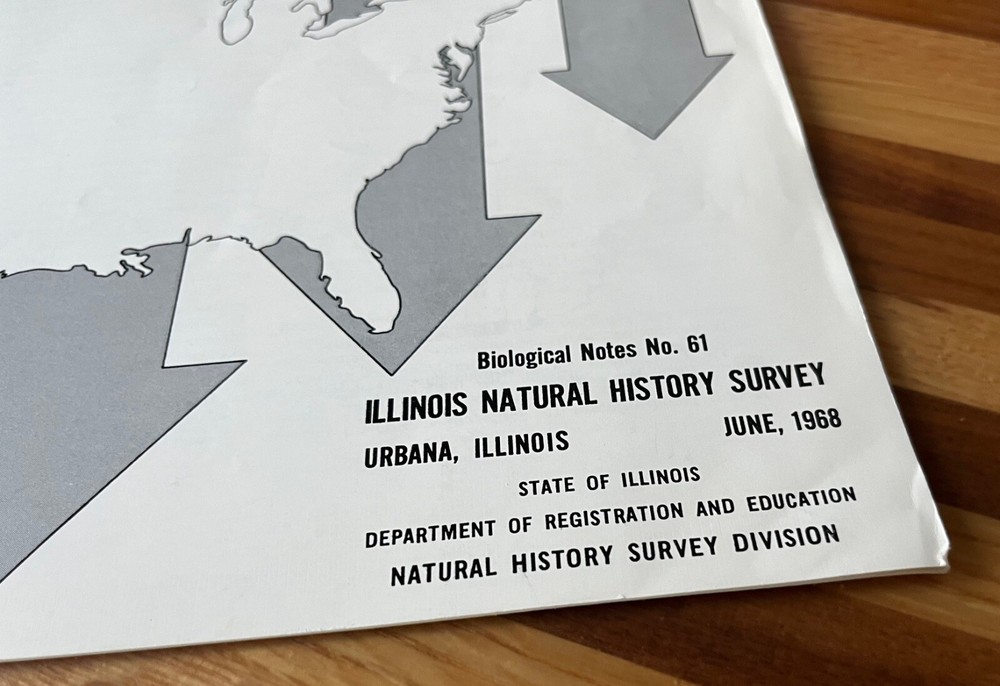 Biological Notes No. 61
ILLINOIS NATURAL HISTORY SURVEY
URBANA, ILLINOIS JUNE, 1968
STATE OF ILLINOIS
DEPARTMENT OF REGISTRATION AND EDUCATION
NATURAL HISTORY SURVEY DIVISION